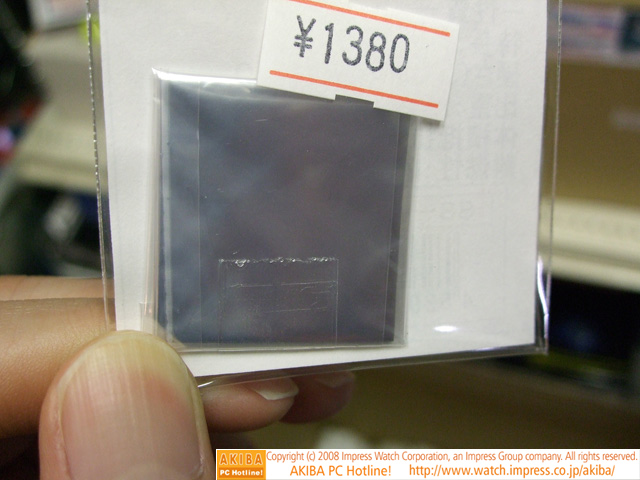 ¥1380
AKIBA
PC Hotline!
Copyright (c) 2008 Impress Watch Corporation, an Impress Group company. All rights reserved.
AKIBA PC Hotline! http://www.watch.impress.co.jp/akiba/